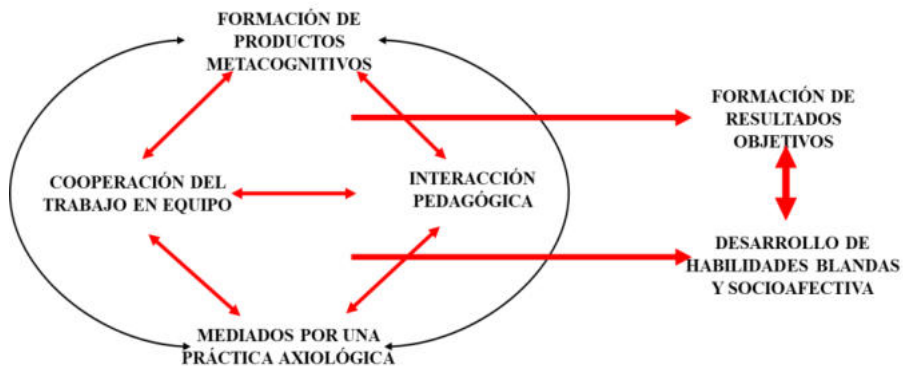 FORMACIÓN DE
PRODUCTOS
METACOGNITIVOS
FORMACIÓN DE
RESULTADOS
OBJETIVOS
COOPERACIÓN DEL
TRABAJO EN EQUIPO
INTERACCIÓN
PEDAGÓGICA
DESARROLLO DE
HABILIDADES BLANDAS
Y SOCIOAFECTIVA
MEDIADOS POR UNA
PRÁCTICA AXIOLÓGICA